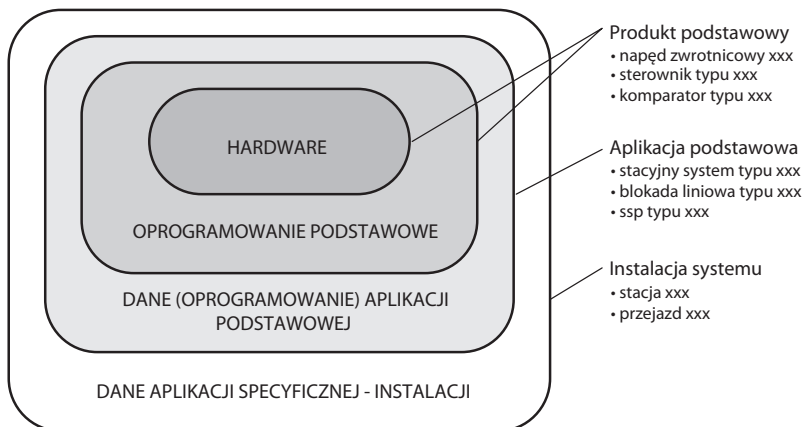 HARDWARE
OPROGRAMOWANIE PODSTAWOWE
DANE (OPROGRAMOWANIE) APLIKACJI
PODSTAWOWEJ
DANE APLIKACJI SPECYFICZNEJ - INSTALACJI
Produkt podstawowy
• napęd zwrotnicowy xxx
• sterownik typu xxx
• komparator typu xxx
Aplikacja podstawowa
• stacyjny system typu xxx
• blokada liniowa typu xxx
• ssp typu xxx
Instalacja systemu
• stacja xxx
• przejazd xxx